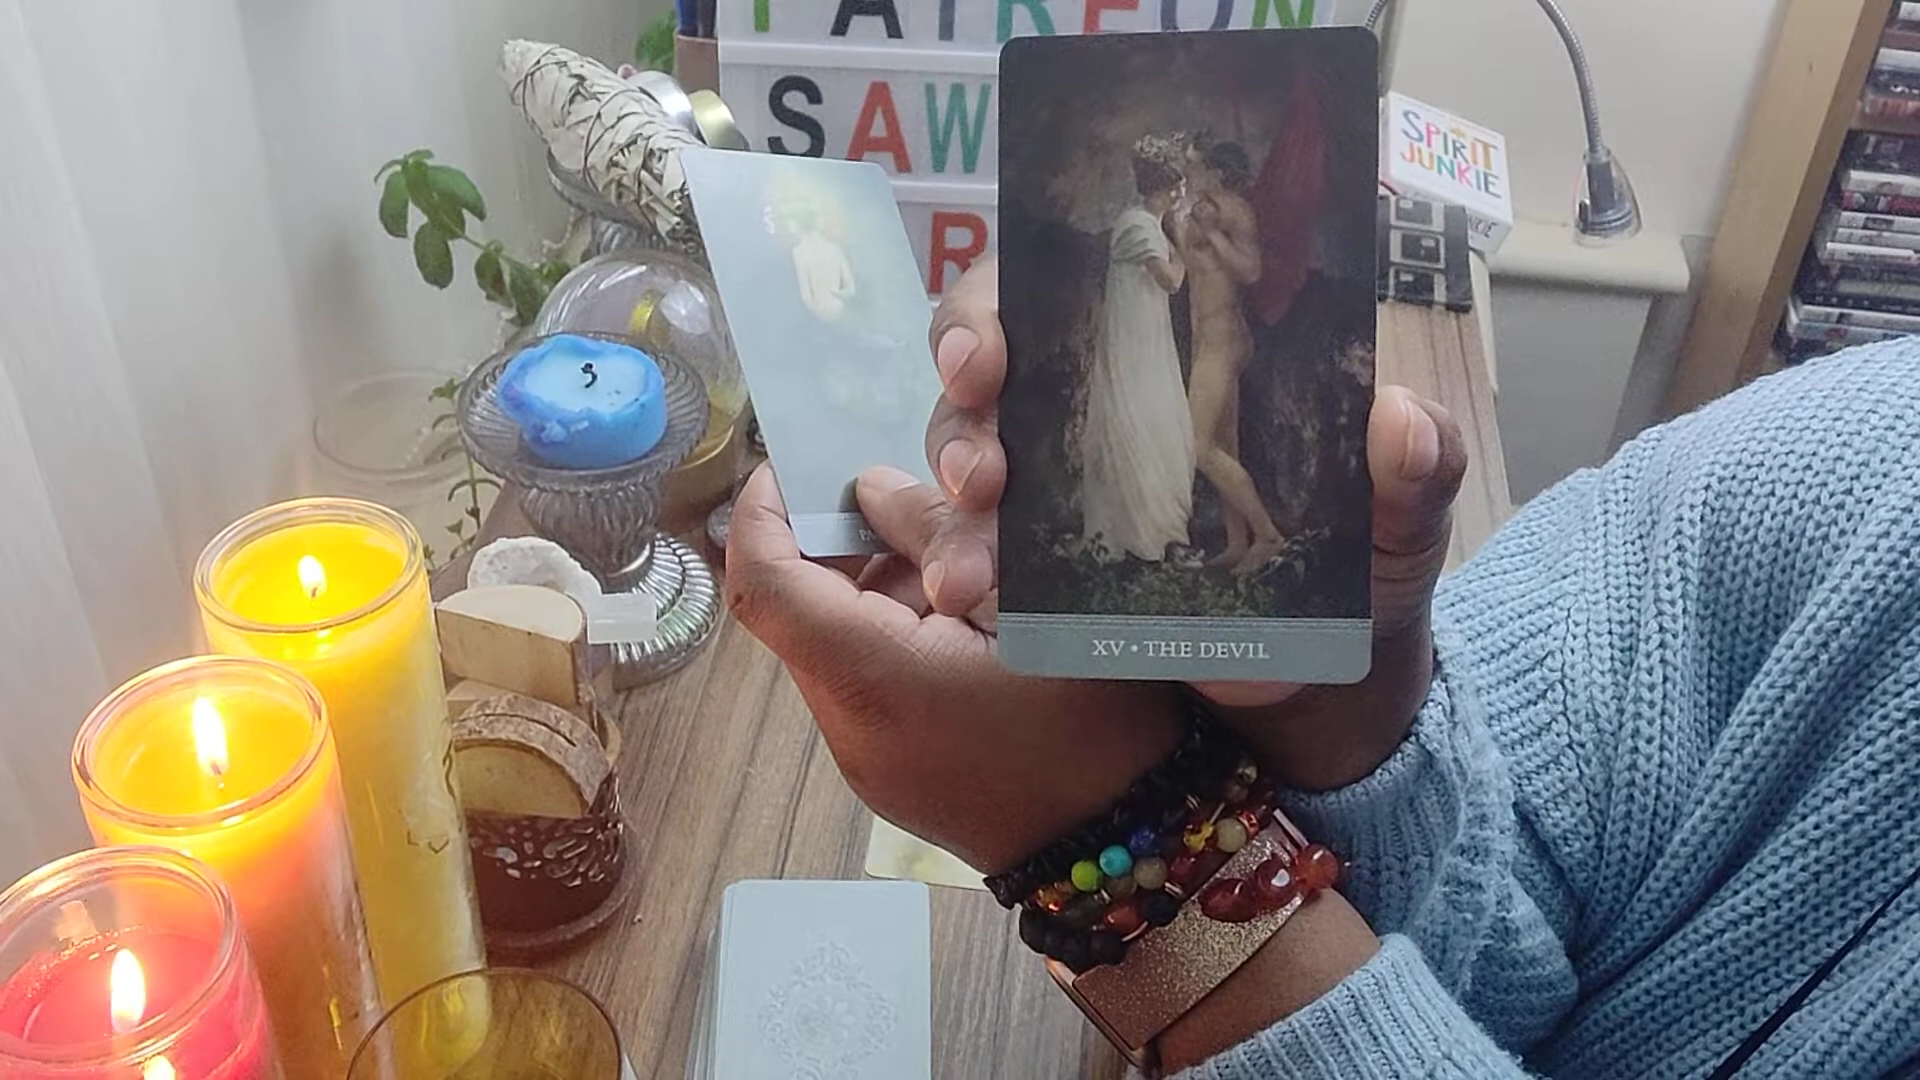 PATREON
SAW
R
SPIRIT
JUNKIE
XV • THE DEVIL